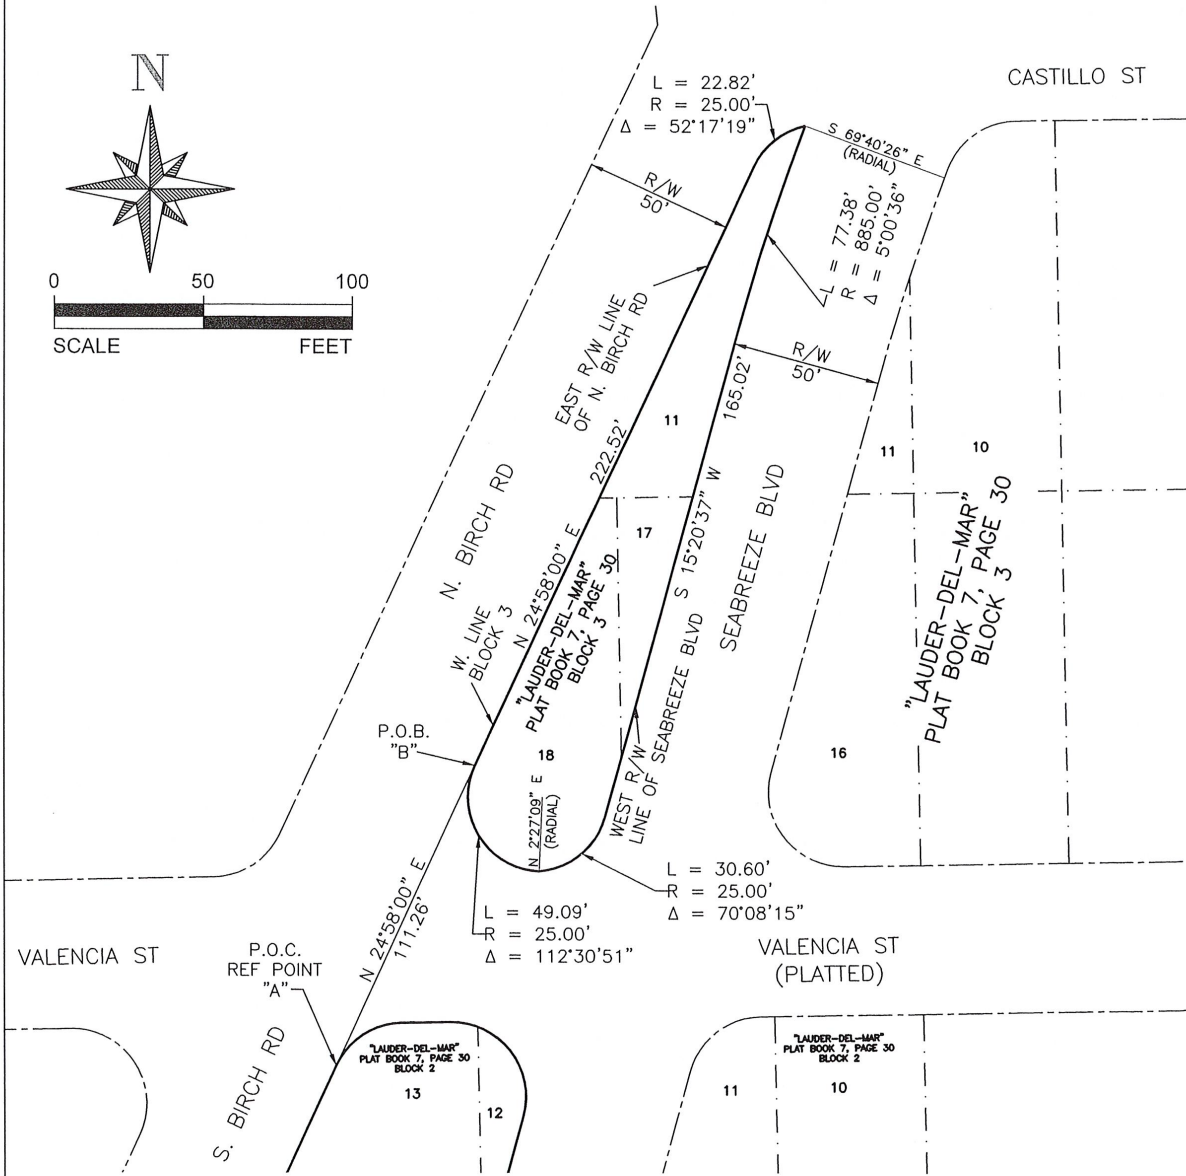 N
0 50 100
SCALE FEET
CASTILLO ST
L = 22.82'
R = 25.00'
Δ = 52°17'19"
S 69°40'26" E
(RADIAL)
R/W
50'
L = 77.38'
R = 885.00'
Δ = 5°00'36"
EAST R/W LINE
OF N. BIRCH RD
R/W
50'
165.02'
11
222.52'
11
10
N. BIRCH RD
17
S 15°20'37" W
SEABREEZE BLVD
"LAUDER-DEL-MAR"
PLAT BOOK 7, PAGE 30
BLOCK 3
N 24°58'00" E
W. LINE
BLOCK 3
"LAUDER-DEL-MAR"
PLAT BOOK 7, PAGE 30
BLOCK 3
P.O.B.
"B"
18
16
N 2°27'09" E
(RADIAL)
WEST R/W
LINE OF SEABREEZE BLVD
L = 30.60'
R = 25.00'
Δ = 70°08'15"
L = 49.09'
R = 25.00'
Δ = 112°30'51"
N 24°58'00" E
111.26'
VALENCIA ST
P.O.C.
REF POINT
"A"
VALENCIA ST
(PLATTED)
S. BIRCH RD
"LAUDER-DEL-MAR"
PLAT BOOK 7, PAGE 30
BLOCK 2
13
12
"LAUDER-DEL-MAR"
PLAT BOOK 7, PAGE 30
BLOCK 2
11
10